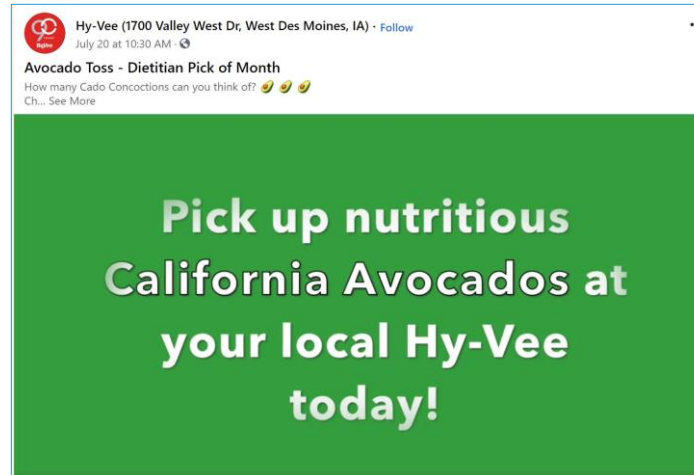 Hy-Vee (1700 Valley West Dr, West Des Moines, IA) · Follow
July 20 at 10:30 AM ·
Avocado Toss - Dietitian Pick of Month
How many Cado Concoctions can you think of? 🥑 🥑 🥑
Ch... See More
Pick up nutritious
California Avocados at
your local Hy-Vee
today!